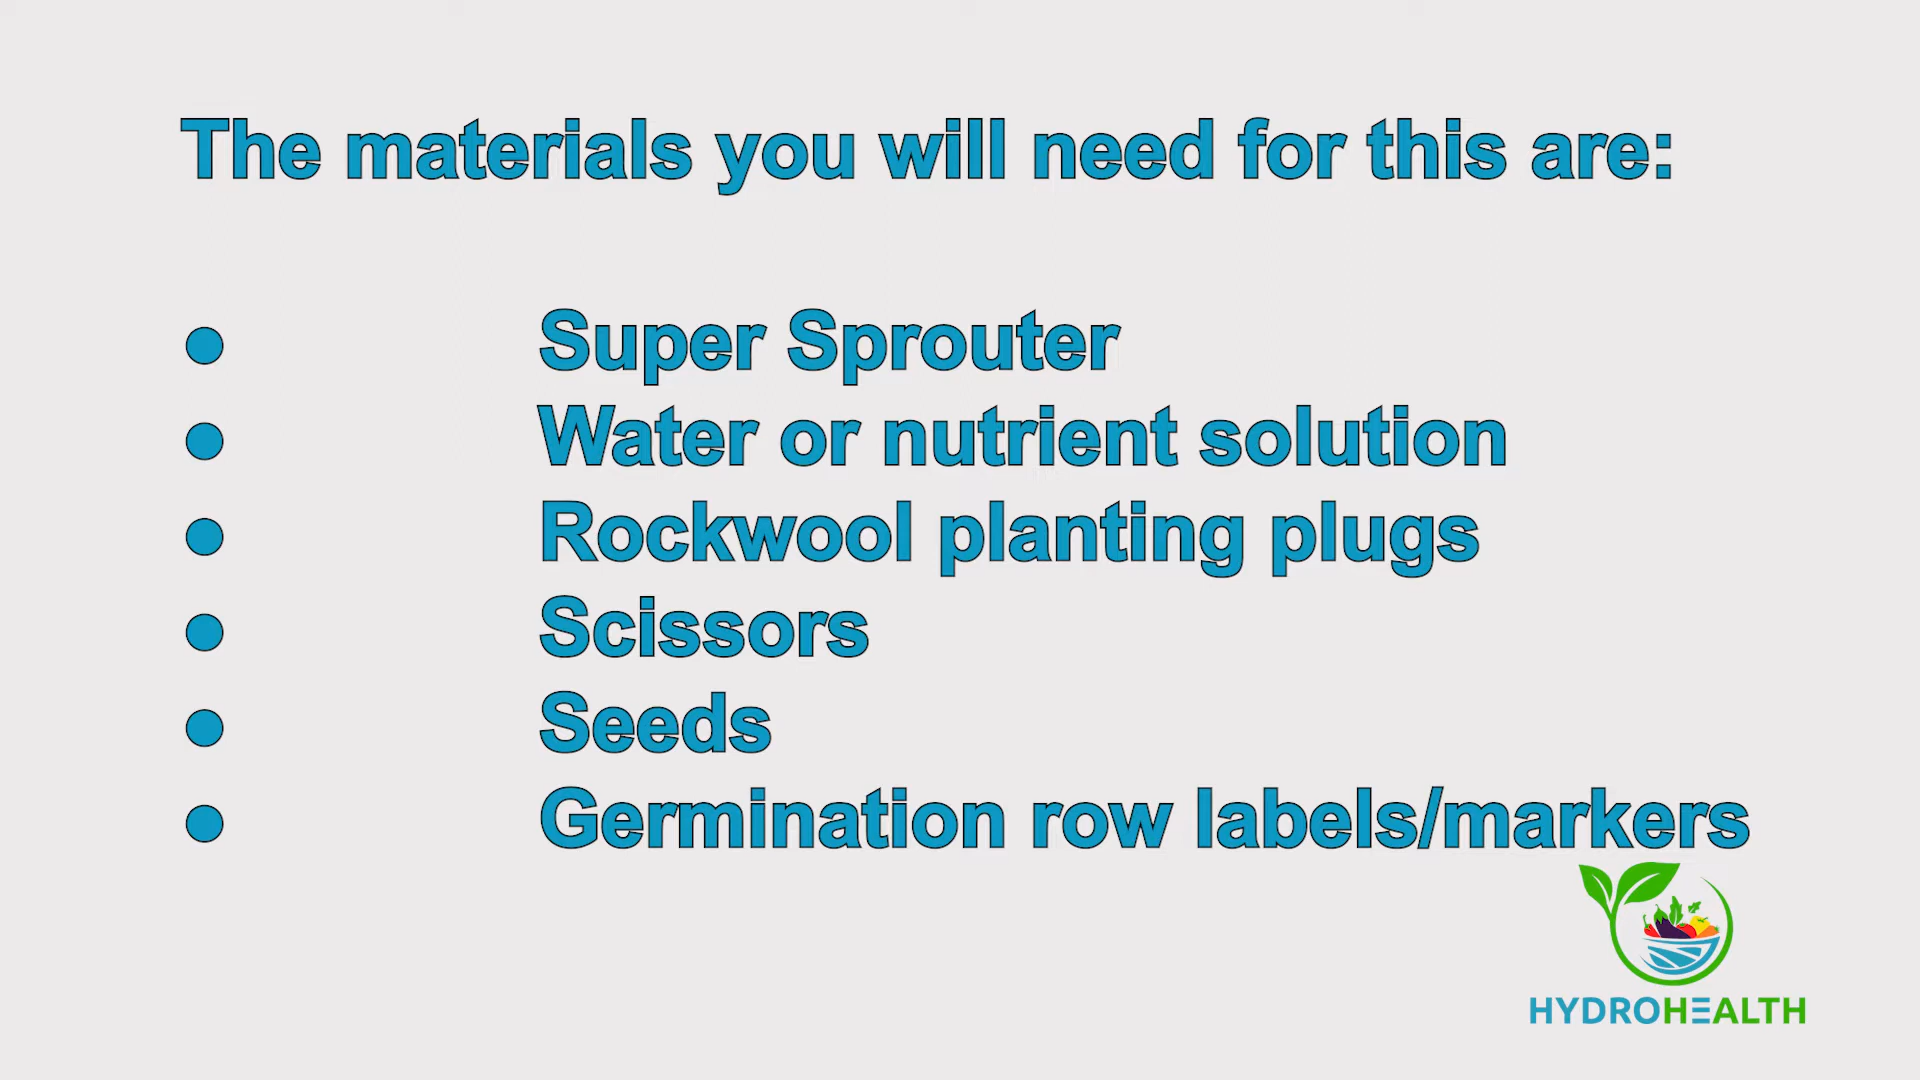 The materials you will need for this are:
● Super Sprouter
● Water or nutrient solution
● Rockwool planting plugs
● Scissors
● Seeds
● Germination row labels/markers
HYDROHEALTH